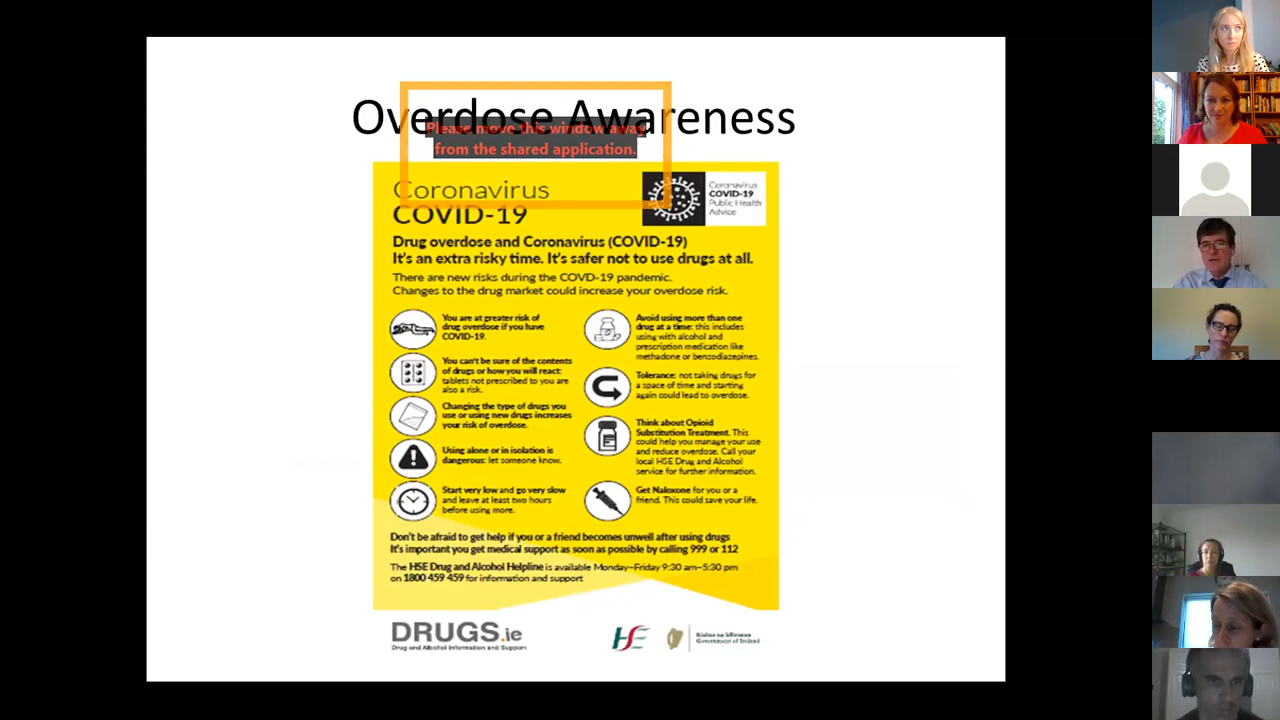 Overdose Awareness
Please move this window away
from the shared application.
Coronavirus
COVID-19
Coronavirus
COVID-19
Public Health
Advice
Drug overdose and Coronavirus (COVID-19)
It's an extra risky time. It's safer not to use drugs at all.
There are new risks during the COVD-19 pandemic.
Changes to the drug market could increase your overdose risk.
You are at greater risk of
drug overdose if you have
COVID-19.
You can't be sure of the contents
of drugs or how you will react:
tablets not prescribed to you are
also a risk.
Changing the type of drugs you
use or using new drugs increases
your risk of overdose.
Using alone or in isolation is
dangerous: let someone know.
Start very low and go very slow
and leave at least two hours
before using more.
Avoid using more than one
drug at a time: this includes
using with alcohol and
prescription medication like
methadone or benzodiazepines.
Tolerance: not taking drugs for
a space of time and starting
again could lead to overdose.
Think about Opioid
Substitution Treatment. This
could help you manage your use
and reduce overdose. Call your
local HSE Drug and Alcohol
service for further information.
Get Naloxone for you or a
friend. This could save your life.
Don't be afraid to get help if you or a friend becomes unwell after using drugs
It's important you get medical support as soon as possible by calling 999 or 112
The HSE Drug and Alcohol Helpline is available Monday–Friday 9:30 am–5:30 pm
on 1800 459 459 for information and support
DRUGS.ie
Drug and Alcohol Information and Support
Rialtas na hÉireann
Government of Ireland